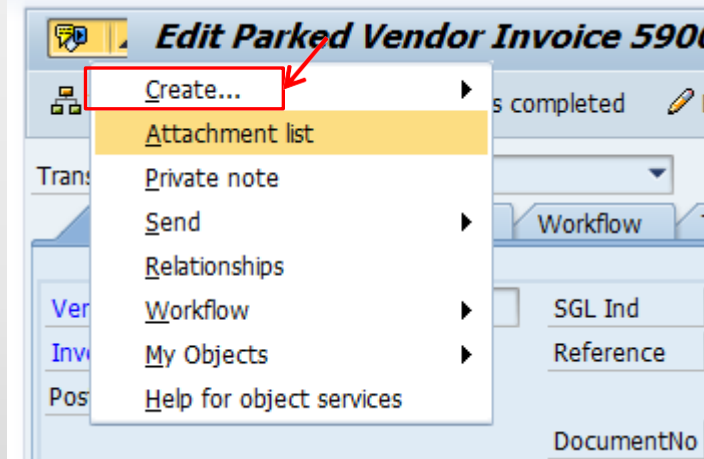 Edit Parked Vendor Invoice 590
Create...
s completed
Attachment list
Trans
Private note
Send
Workflow
Relationships
Ver
Workflow
SGL Ind
Inv
My Objects
Reference
Pos
Help for object services
DocumentNo